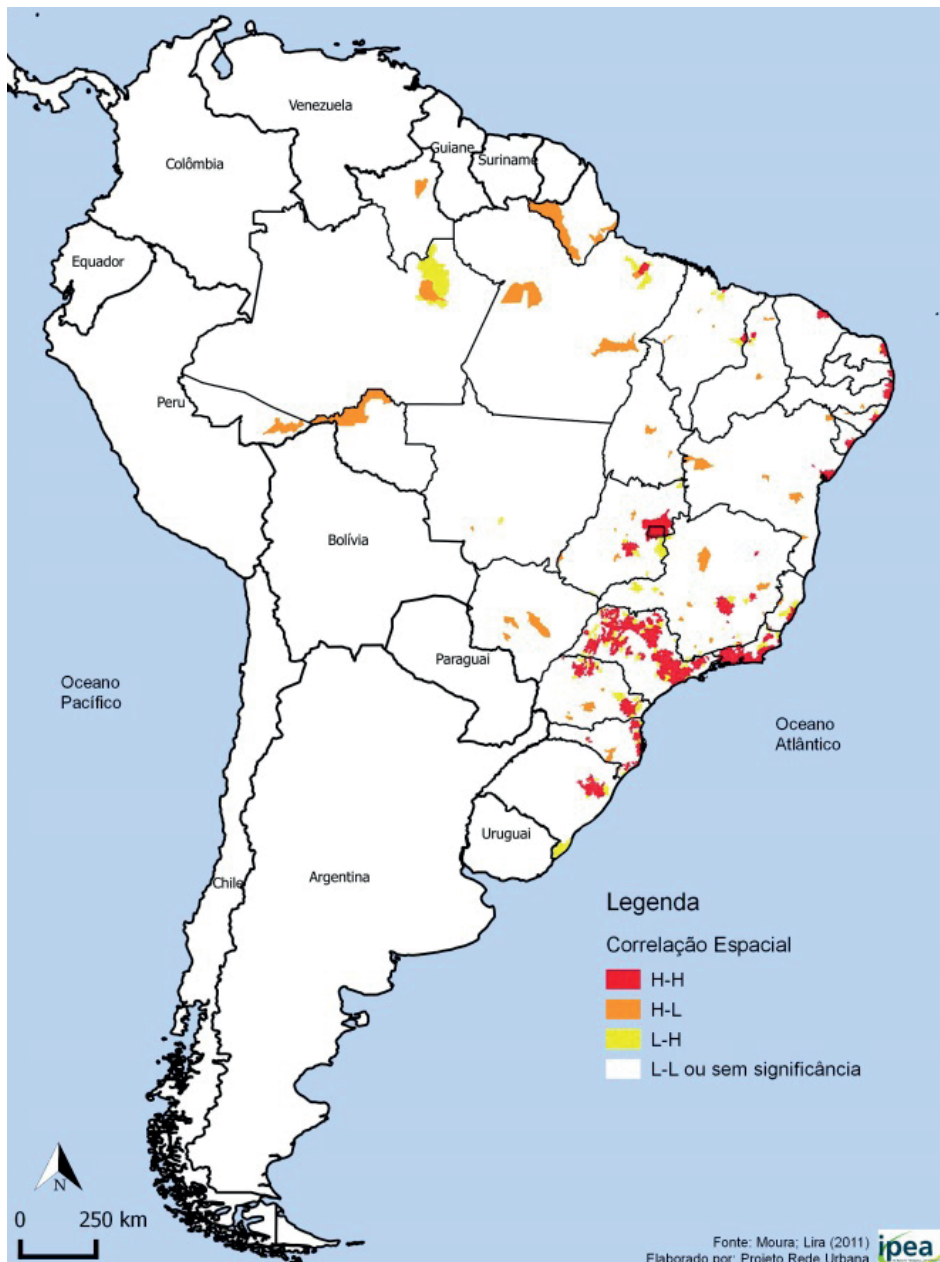 Venezuela
Guiane
Suriname
Colômbia
Equador
Peru
Bolívia
Paraguai
Oceano
Pacífico
Oceano
Atlântico
Uruguai
Chile
Argentina
Legenda
Correlação Espacial
H-H
H-L
L-H
L-L ou sem significância
N
0 250 km
Fonte: Moura; Lira (2011)
Elaborado por: Projeto Rede Urbana
ipea